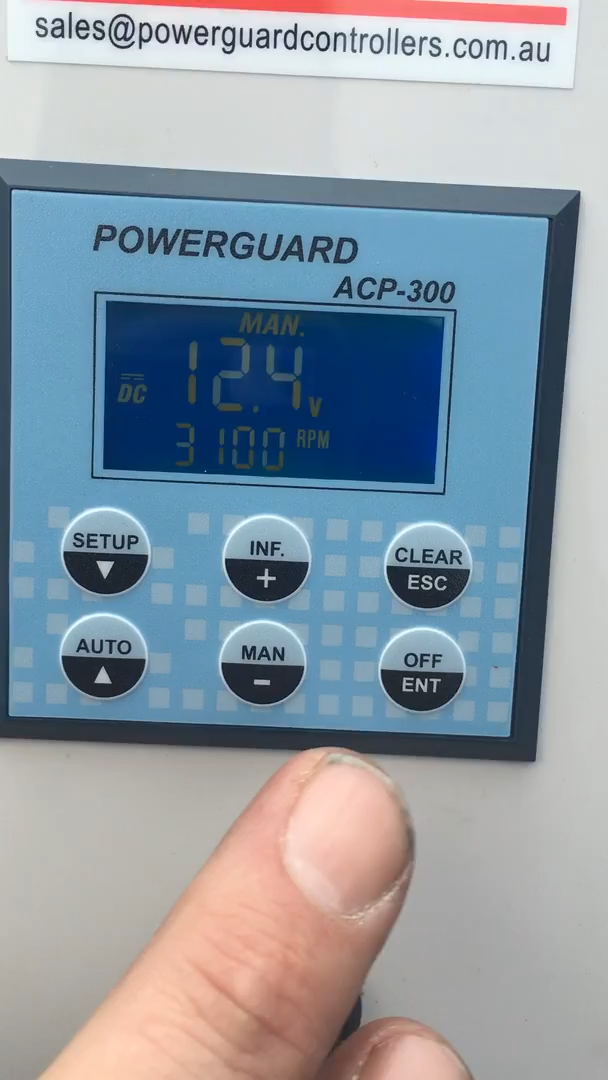 sales@powerguardcontrollers.com.au
POWERGUARD
ACP-300
MAN.
DC 12.4 V
3100 RPM
SETUP INF. CLEAR
+ ESC
AUTO MAN OFF
- ENT